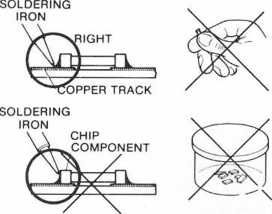 SOLDERING
IRON
RIGHT
COPPER TRACK
SOLDERING
IRON
CHIP
COMPONENT